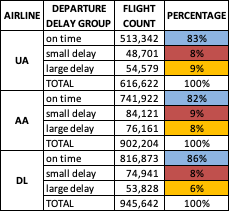 AIRLINE DEPARTURE DELAY GROUP FLIGHT COUNT PERCENTAGE
UA on time 513,342 83%
small delay 48,701 8%
large delay 54,579 9%
TOTAL 616,622 100%
AA on time 741,922 82%
small delay 84,121 9%
large delay 76,161 8%
TOTAL 902,204 100%
DL on time 816,873 86%
small delay 74,941 8%
large delay 53,828 6%
TOTAL 945,642 100%